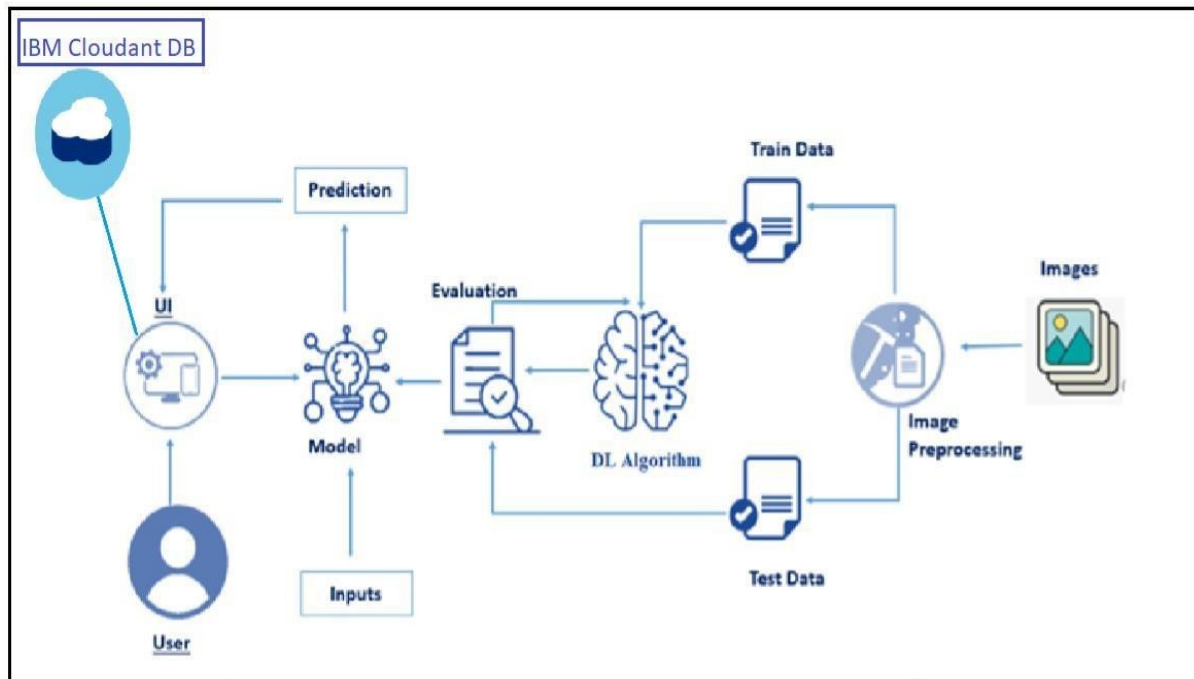 IBM Cloudant DB
Train Data
Prediction
Images
Evaluation
UI
Image
Preprocessing
Model
DL Algorithm
Test Data
Inputs
User